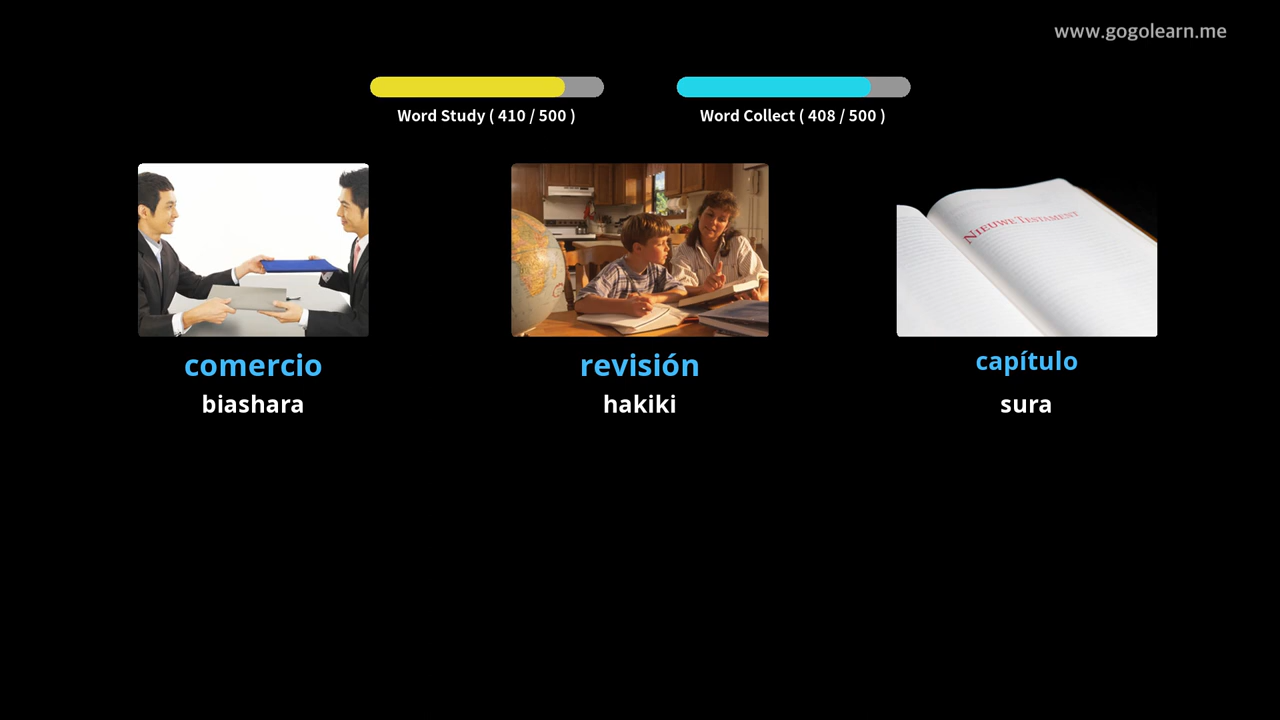 www.gogolearn.me
Word Study ( 410 / 500 )
Word Collect ( 408 / 500 )
NIEUWE TESTAMENT
comercio
biashara
revisión
hakiki
capítulo
sura